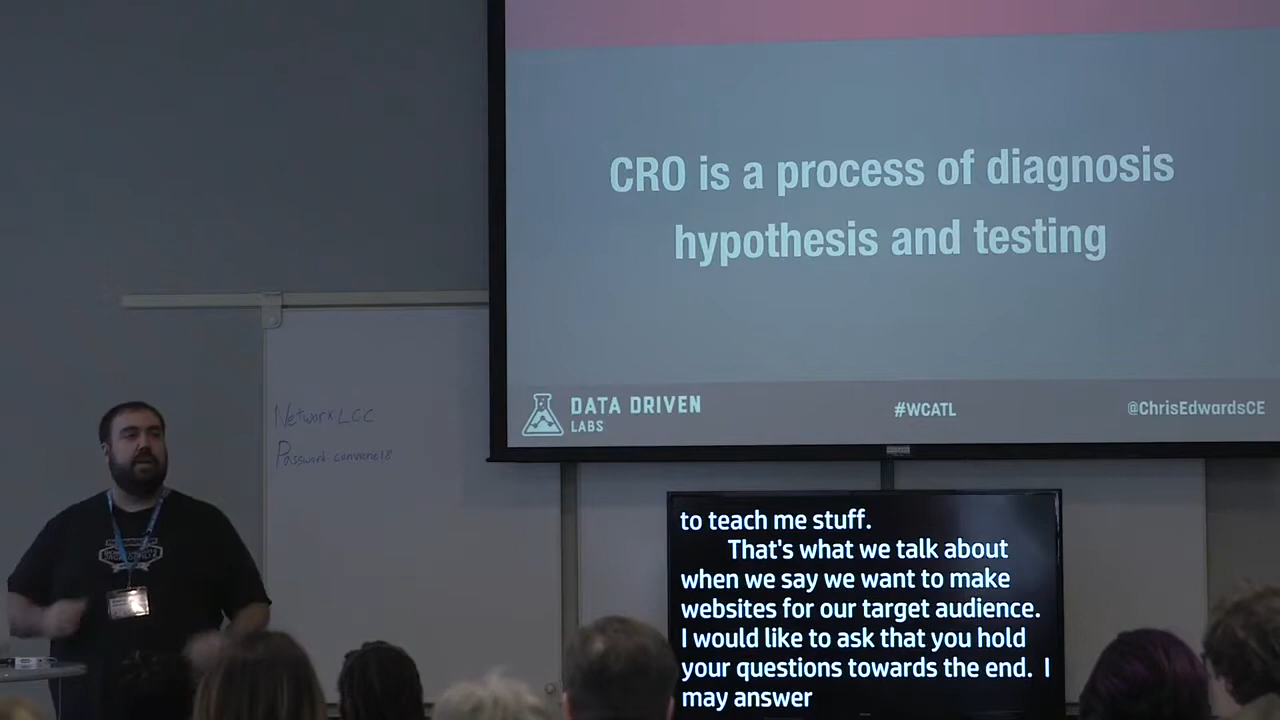 CRO is a process of diagnosis
hypothesis and testing
DATA DRIVEN
LABS
#WCATL
@ChrisEdwardsCE
to teach me stuff.
That's what we talk about
when we say we want to make
websites for our target audience.
I would like to ask that you hold
your questions towards the end. I
may answer